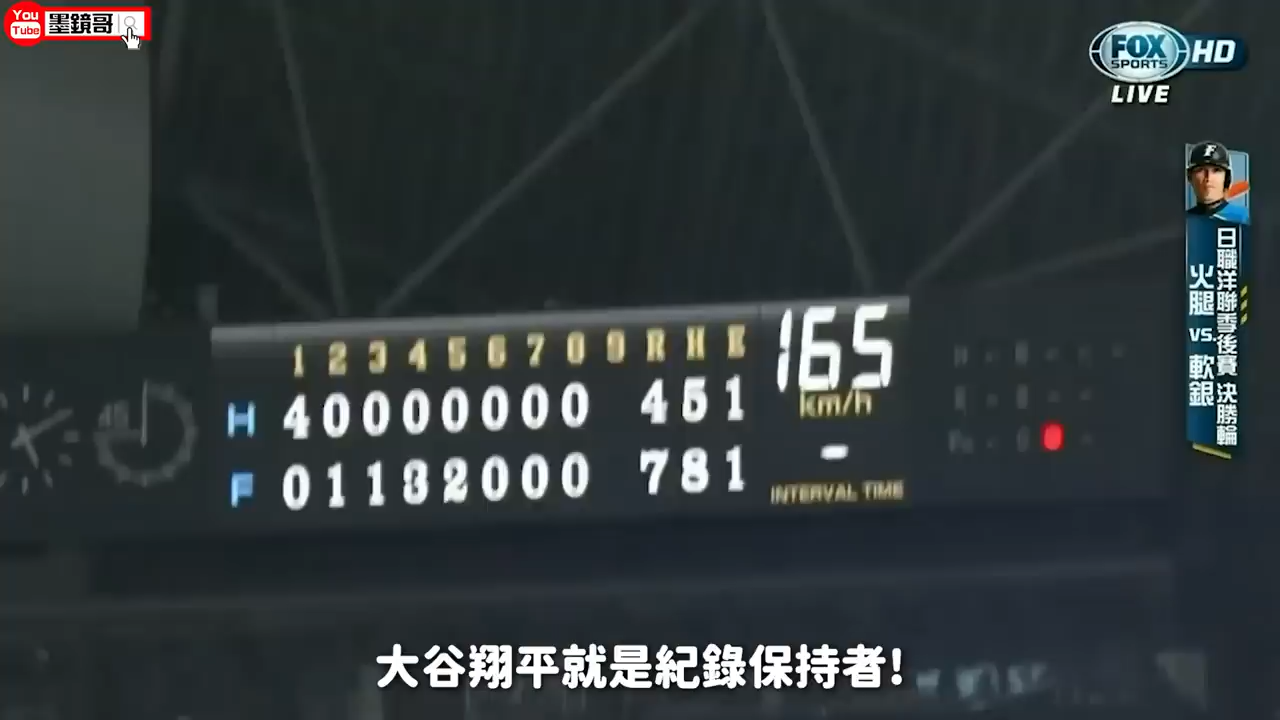 You Tube 墨鏡哥
FOX SPORTS HD
LIVE
F
日職洋聯季後賽 決勝輪
火腿 VS. 軟銀
1 2 3 4 5 6 7 8 9 R H E
H 4 0 0 0 0 0 0 0 4 5 1
F 0 1 1 3 2 0 0 0 7 8 1
165
km/h
-
INTERVAL TIME
45
大谷翔平就是紀錄保持者!